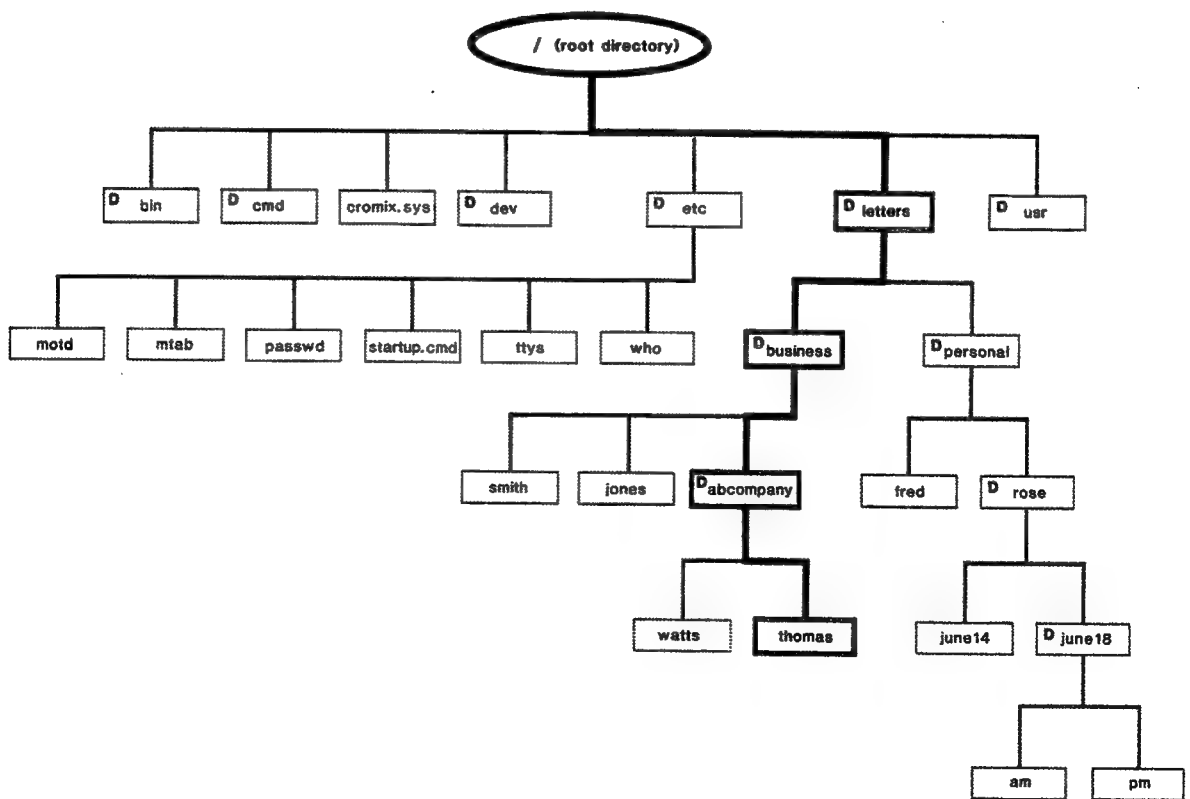 / (root directory)
D bin D cmd cromix.sys D dev D etc D letters D usr
motd mtab passwd startup.cmd ttys who D business D personal
smith jones D abcompany fred D rose
watts thomas june14 D june18
am pm